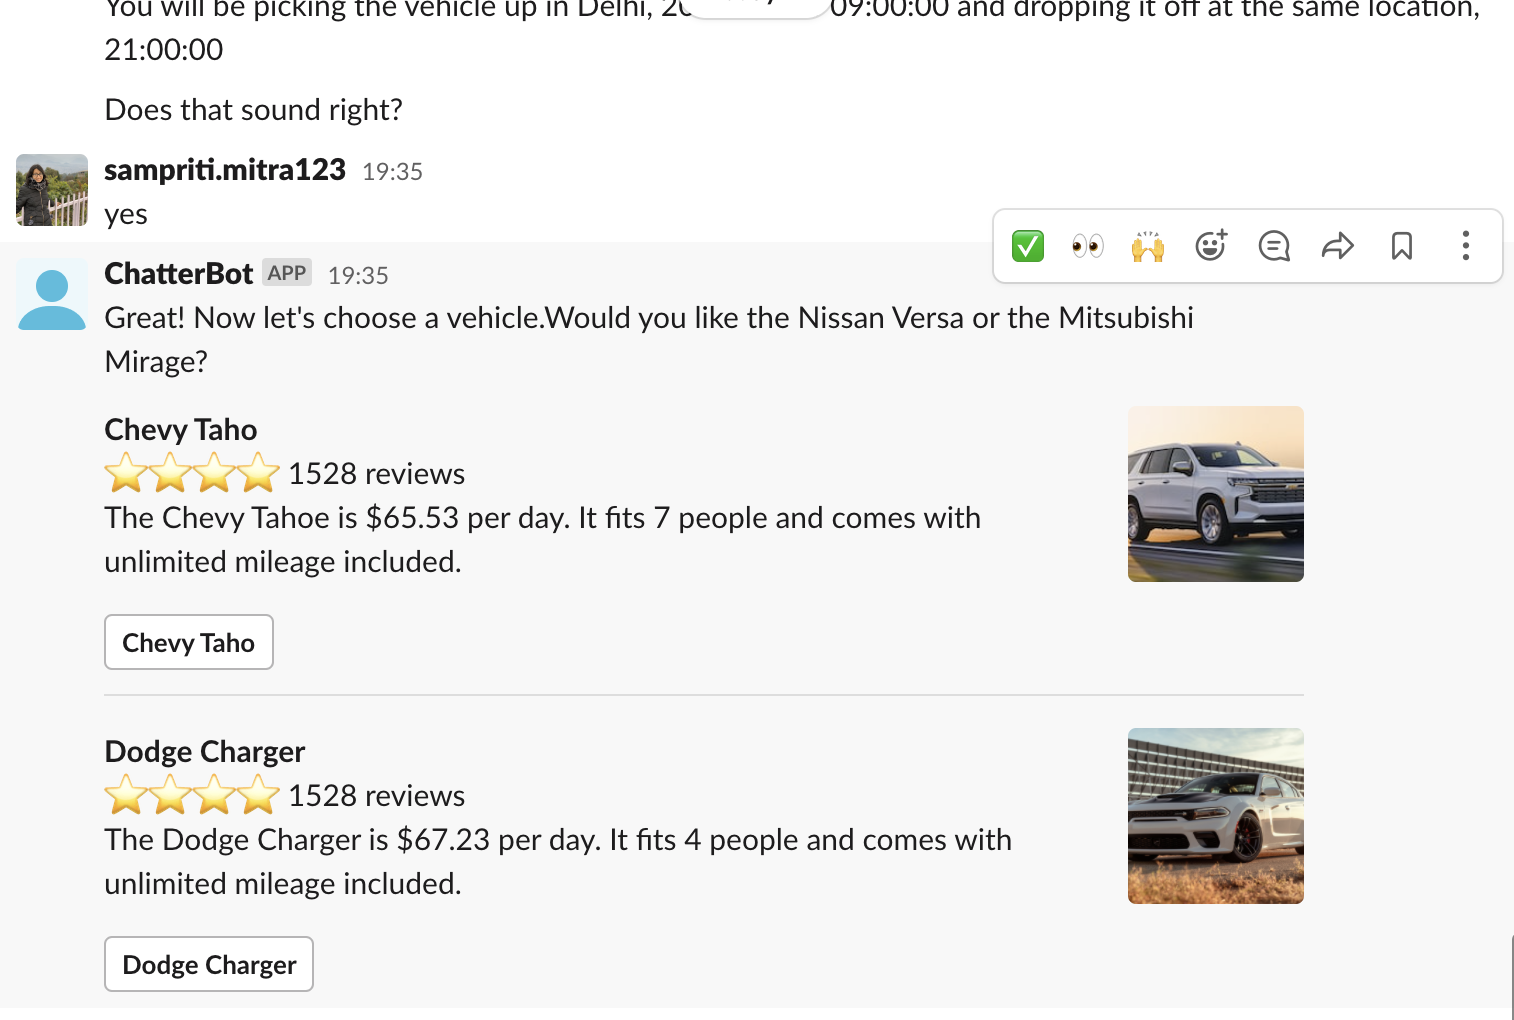 You will be picking the vehicle up in Delhi, 09:00:00 and dropping it off at the same location,
21:00:00
Does that sound right?
sampriti.mitra123 19:35
yes
ChatterBot APP 19:35
Great! Now let's choose a vehicle.Would you like the Nissan Versa or the Mitsubishi
Mirage?
Chevy Taho
1528 reviews
The Chevy Tahoe is $65.53 per day. It fits 7 people and comes with
unlimited mileage included.
Chevy Taho
Dodge Charger
1528 reviews
The Dodge Charger is $67.23 per day. It fits 4 people and comes with
unlimited mileage included.
Dodge Charger